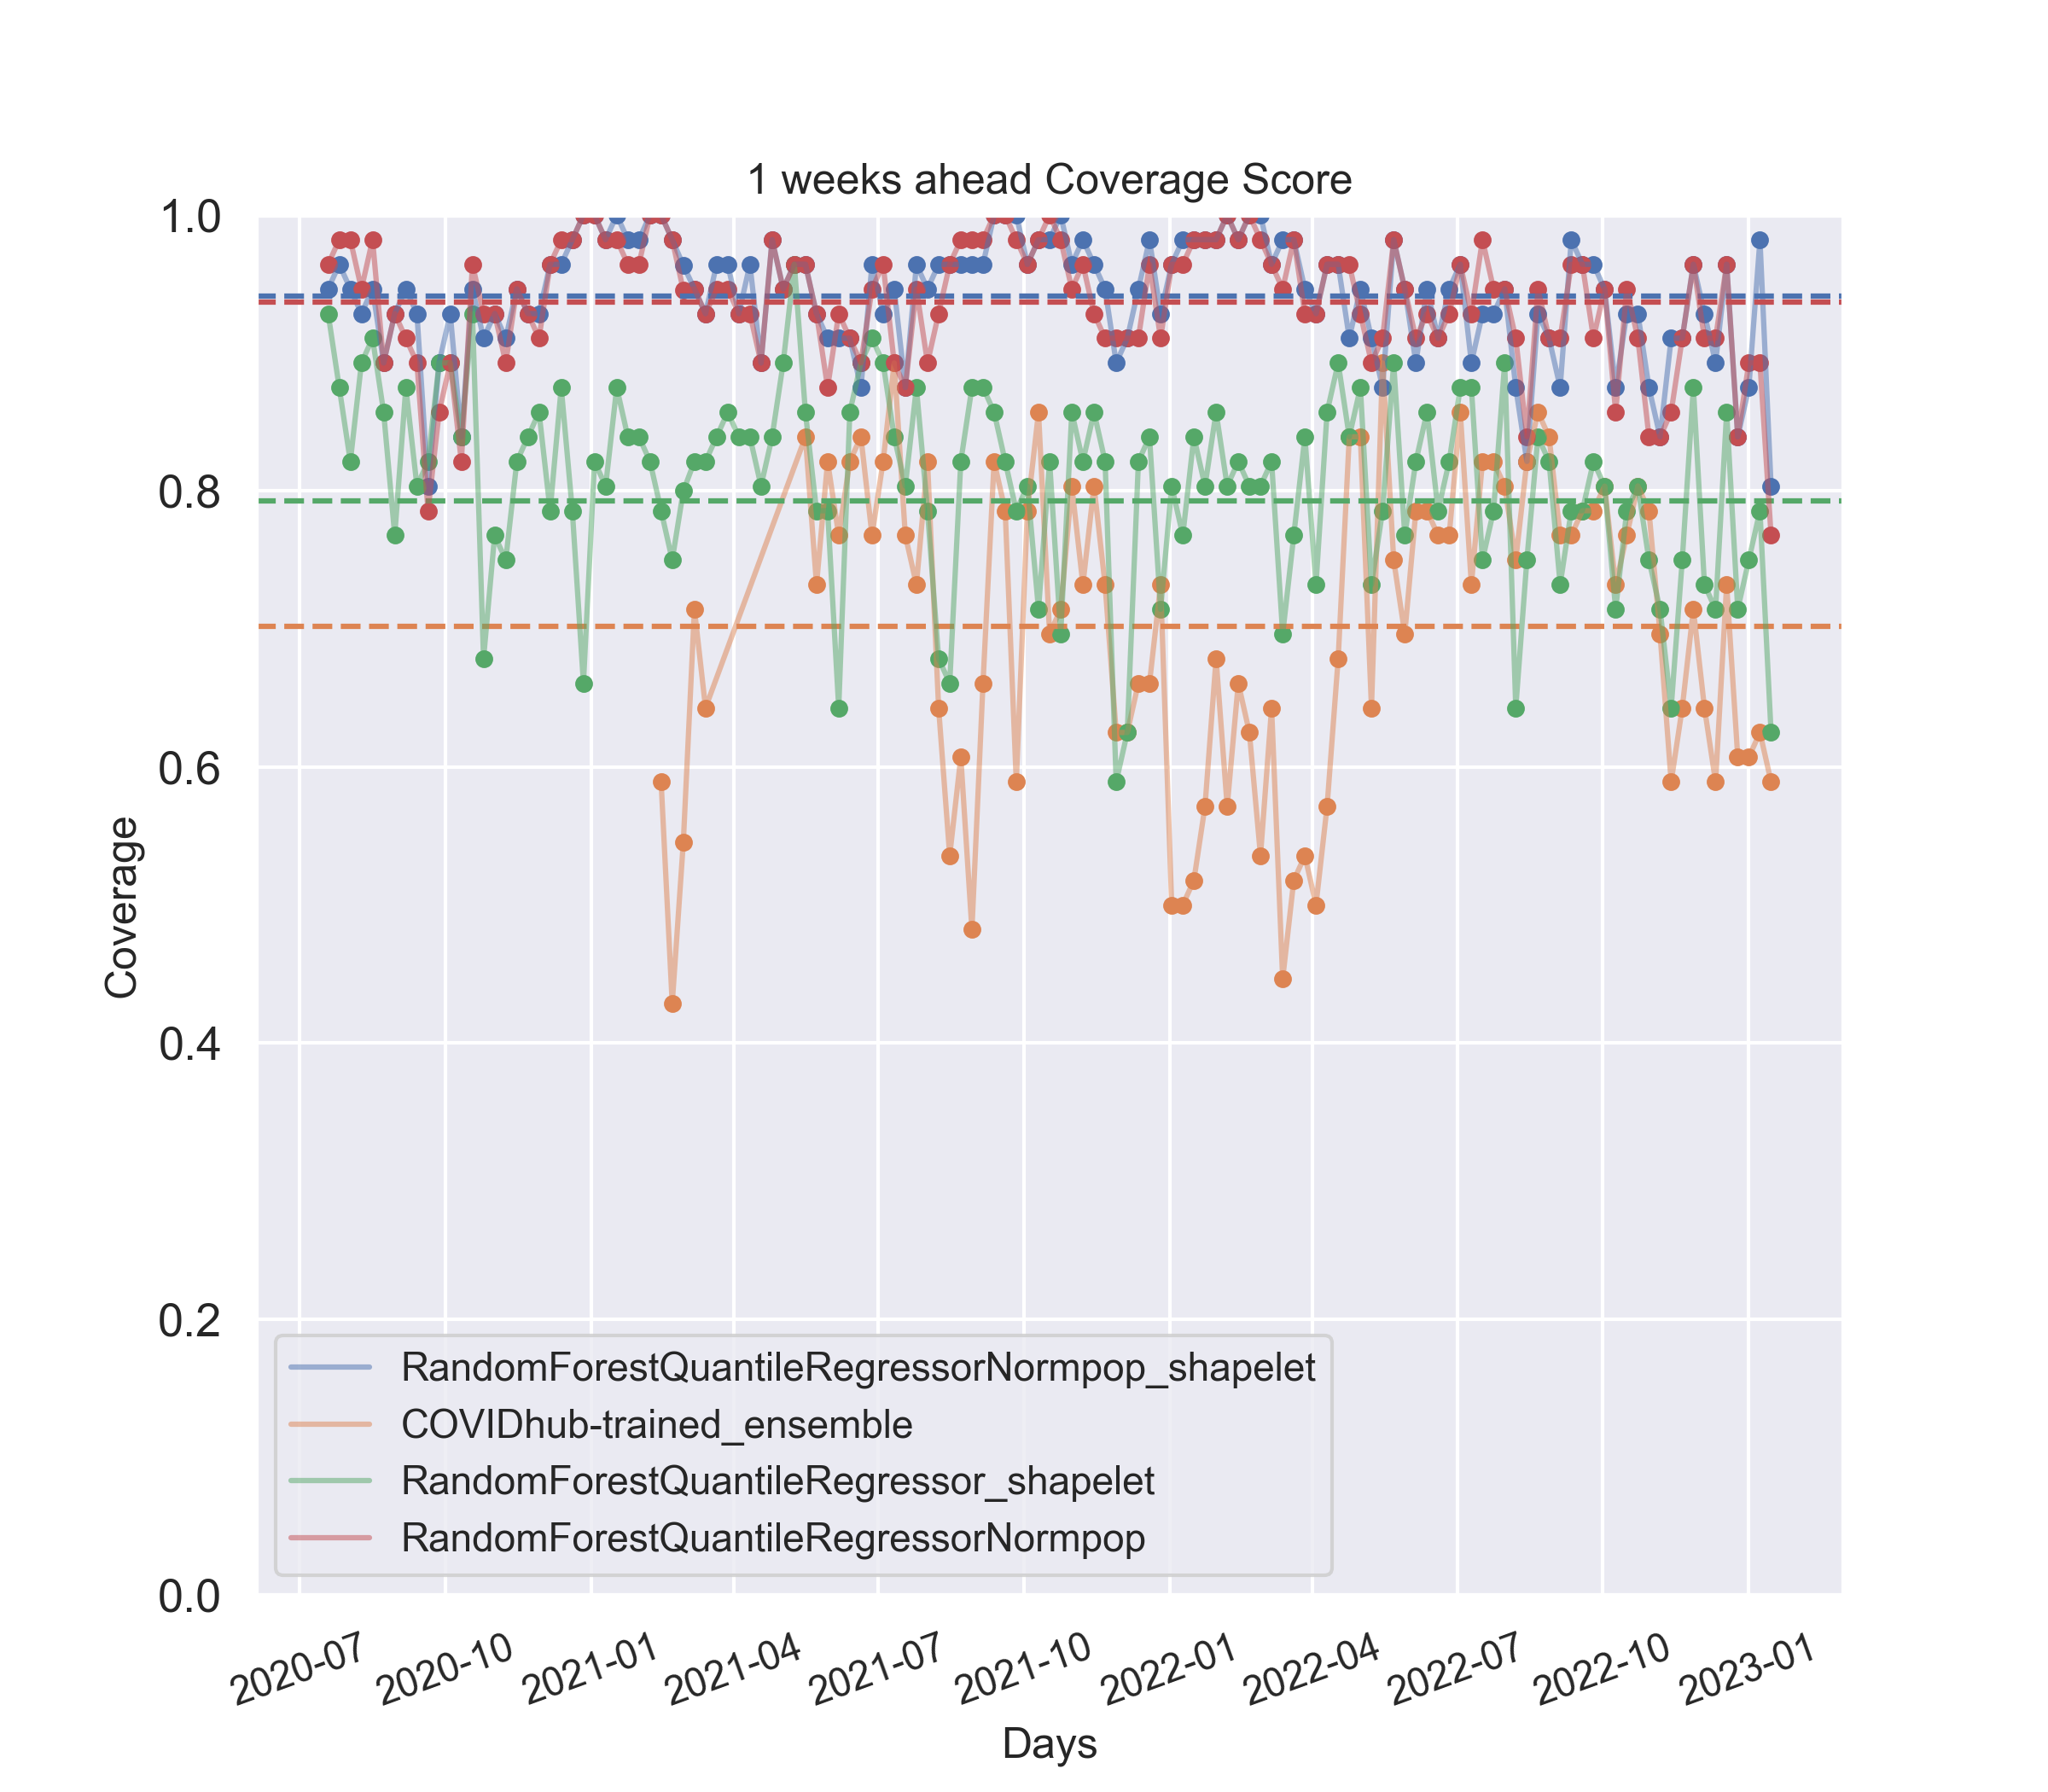 1 weeks ahead Coverage Score
1.0
0.8
0.6
0.4
0.2
0.0
Coverage
RandomForestQuantileRegressorNormpop_shapelet
COVIDhub-trained_ensemble
RandomForestQuantileRegressor_shapelet
RandomForestQuantileRegressorNormpop
2020-07
2020-10
2021-01
2021-04
2021-07
2021-10
2022-01
2022-04
2022-07
2022-10
2023-01
Days